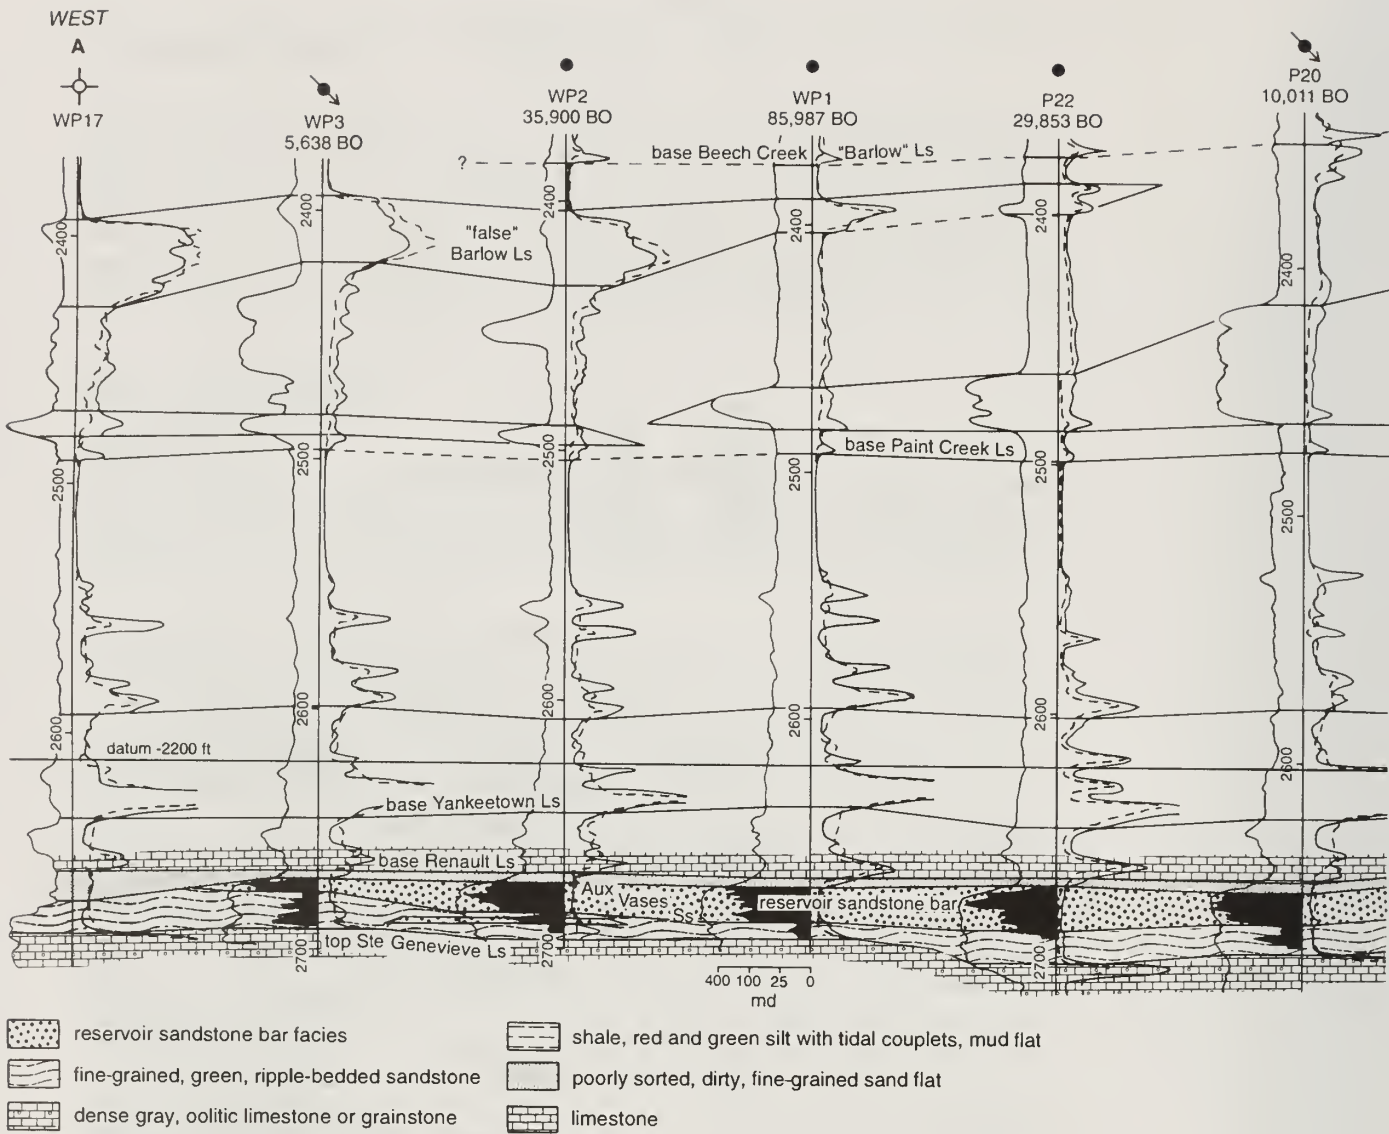 WEST
A
WP17
WP3
5,638 BO
WP2
35,900 BO
WP1
85,987 BO
P22
29,853 BO
P20
10,011 BO
base Beech Creek "Barlow" Ls
?
"false"
Barlow Ls
2400
2400
2400
2400
2400
2400
base Paint Creek Ls
2500
2500
2500
2500
2500
2500
2600
2600
2600
2600
2600
2600
datum -2200 ft
base Yankeetown Ls
base Renault Ls
Aux
Vases
Ss
reservoir sandstone bar
top Ste Genevieve Ls
2700
2700
2700
400 100 25 0
md
reservoir sandstone bar facies
fine-grained, green, ripple-bedded sandstone
dense gray, oolitic limestone or grainstone
shale, red and green silt with tidal couplets, mud flat
poorly sorted, dirty, fine-grained sand flat
limestone